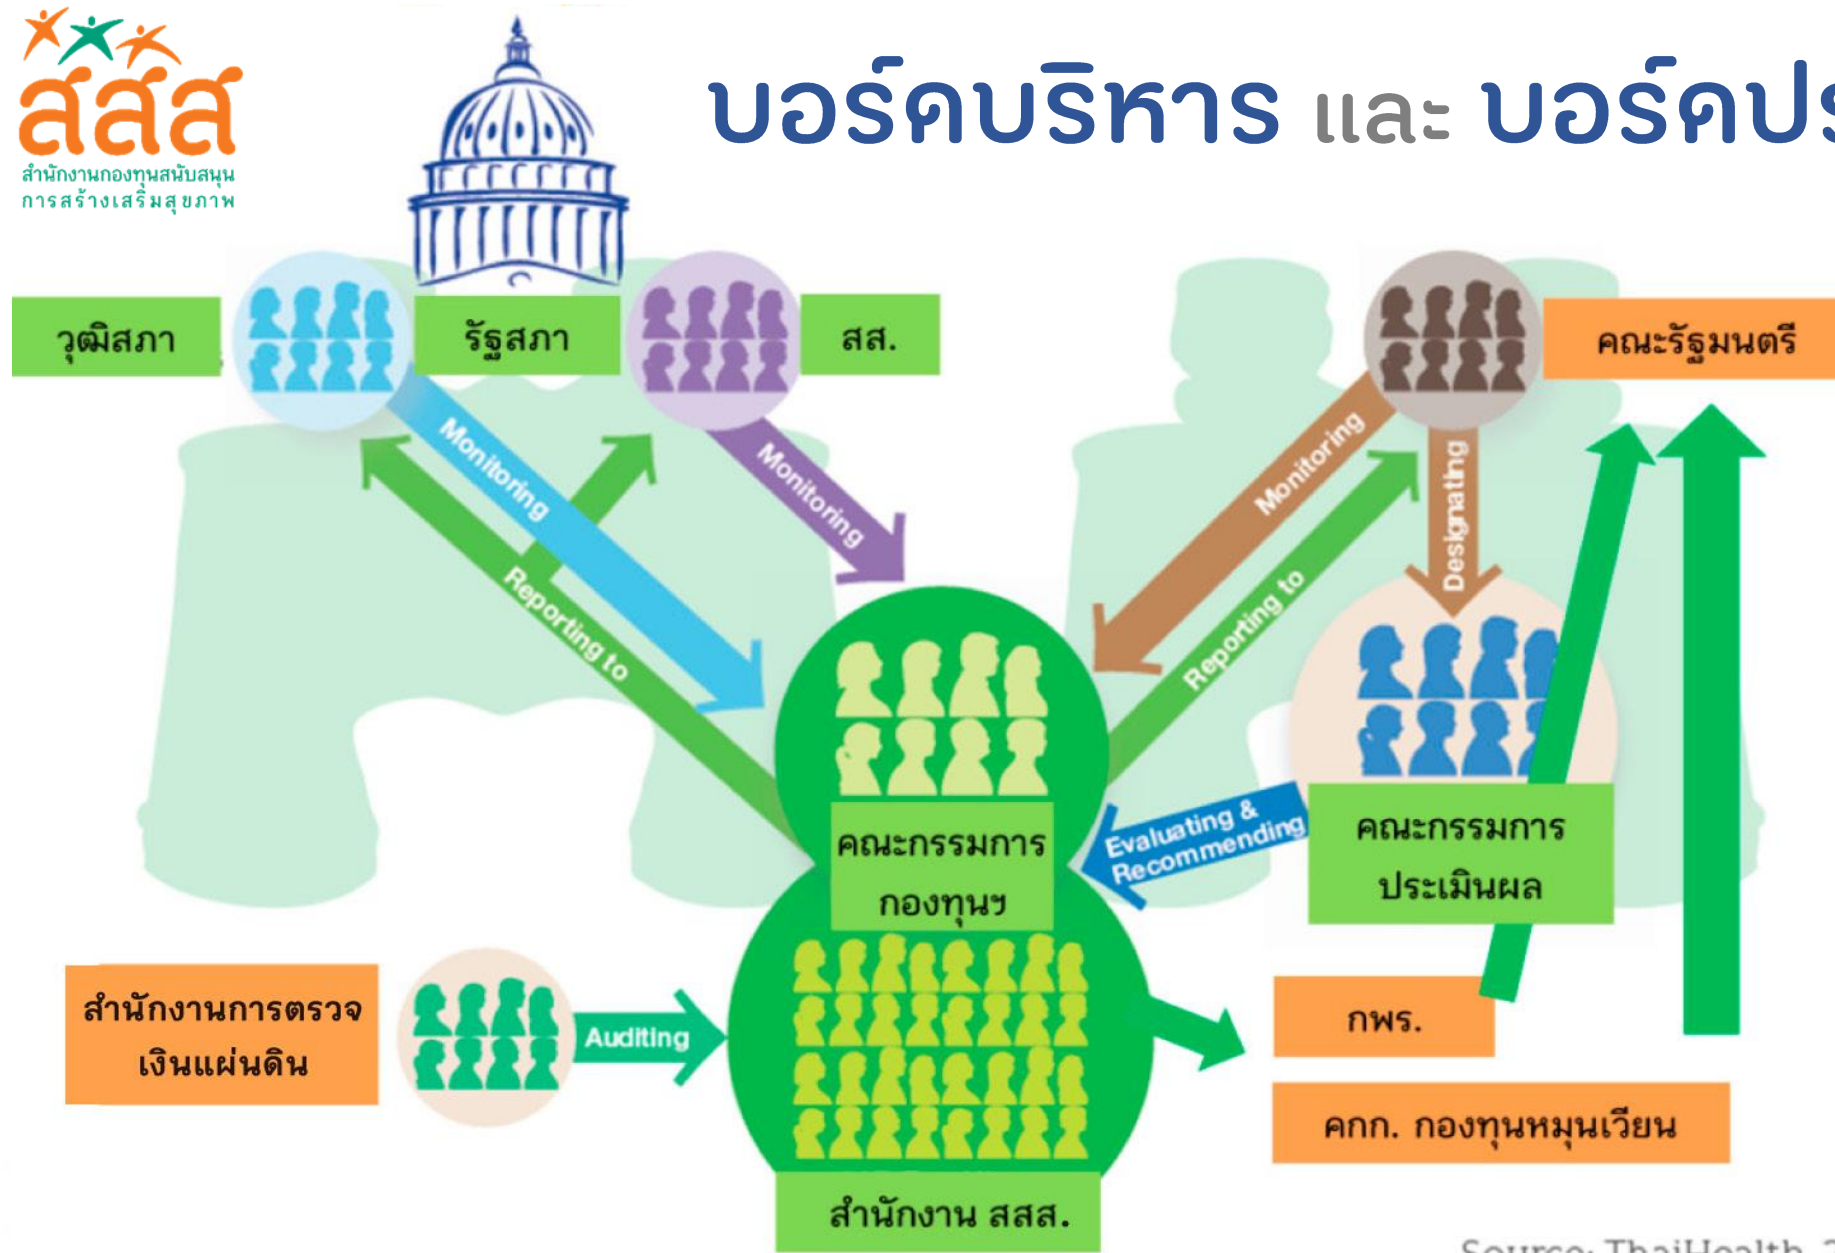 สสส
สำนักงานกองทุนสนับสนุน
การสร้างเสริมสุขภาพ
บอร์ดบริหาร และ
วุฒิสภา
รัฐสภา
สส.
คณะรัฐมนตรี
Monitoring
Monitoring
Monitoring
Designating
Reporting to
Reporting to
คณะกรรมการ
กองทุนฯ
Evaluating &
Recommending
คณะกรรมการ
ประเมินผล
สำนักงานการตรวจ
เงินแผ่นดิน
Auditing
กพร.
คกก. กองทุนหมุนเวียน
สำนักงาน สสส.
Source: ThaiHealth